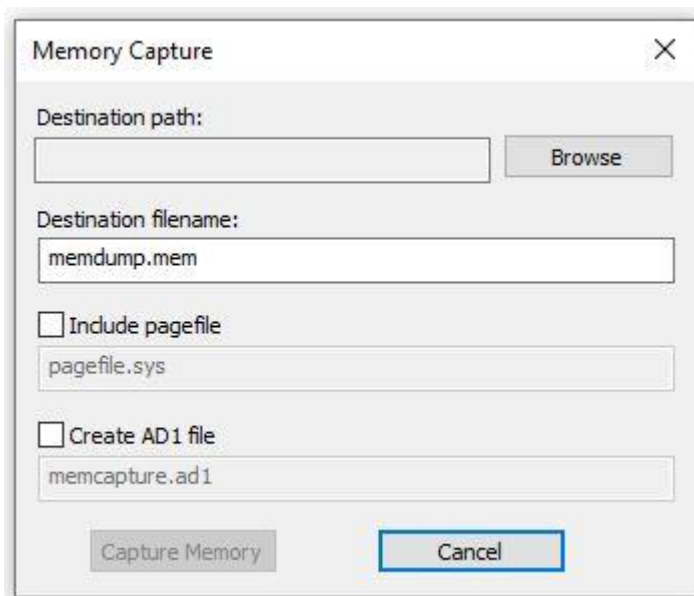 Memory Capture
Destination path:
Browse
Destination filename:
memdump.mem
Include pagefile
pagefile.sys
Create AD1 file
memcapture.ad1
Capture Memory
Cancel